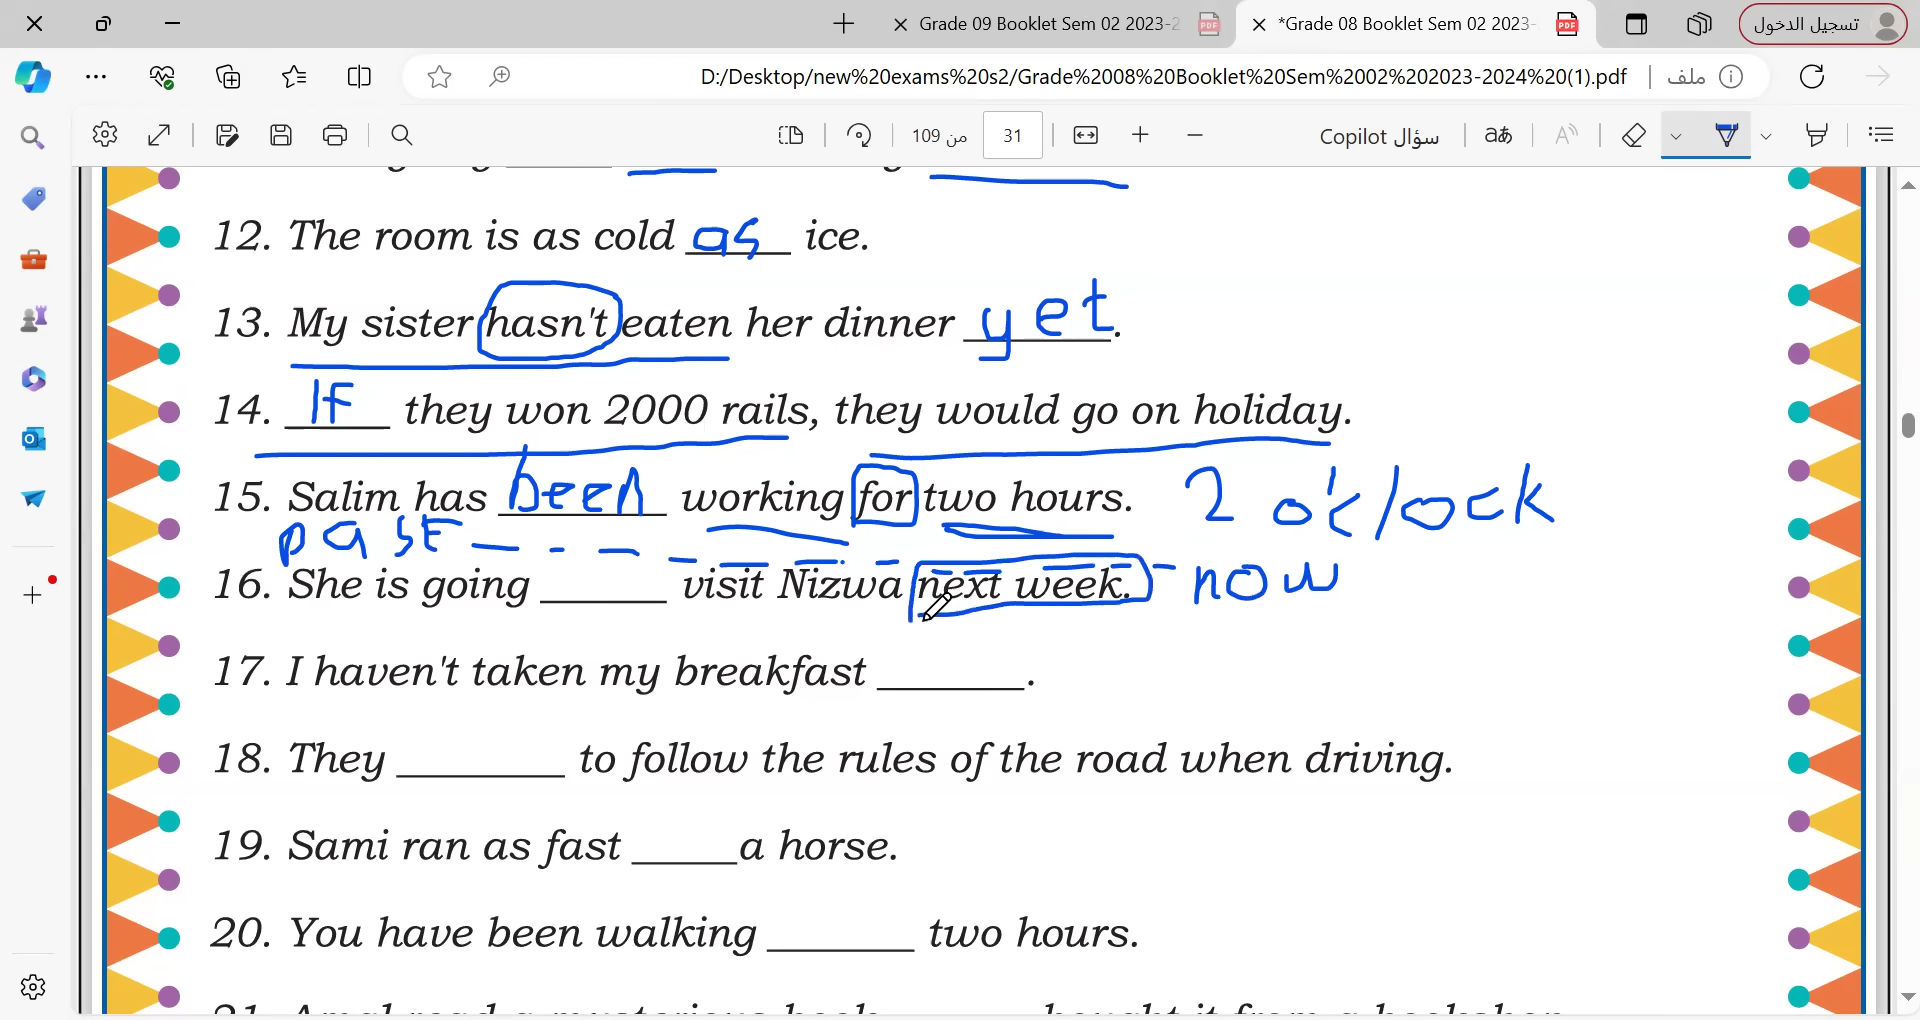 Grade 09 Booklet Sem 02 2023-2
*Grade 08 Booklet Sem 02 2023-
تسجيل الدخول
D:/Desktop/new%20exams%20s2/Grade%2008%20Booklet%20Sem%2002%202023-2024%20(1).pdf
ملف
31 من 109
سؤال Copilot
12. The room is as cold as ice.
13. My sister hasn't eaten her dinner yet.
14. If they won 2000 rails, they would go on holiday.
15. Salim has been working for two hours. 2 o'clock
past
16. She is going ______ visit Nizwa next week. now
17. I haven't taken my breakfast _______.
18. They ________ to follow the rules of the road when driving.
19. Sami ran as fast _____a horse.
20. You have been walking _______ two hours.